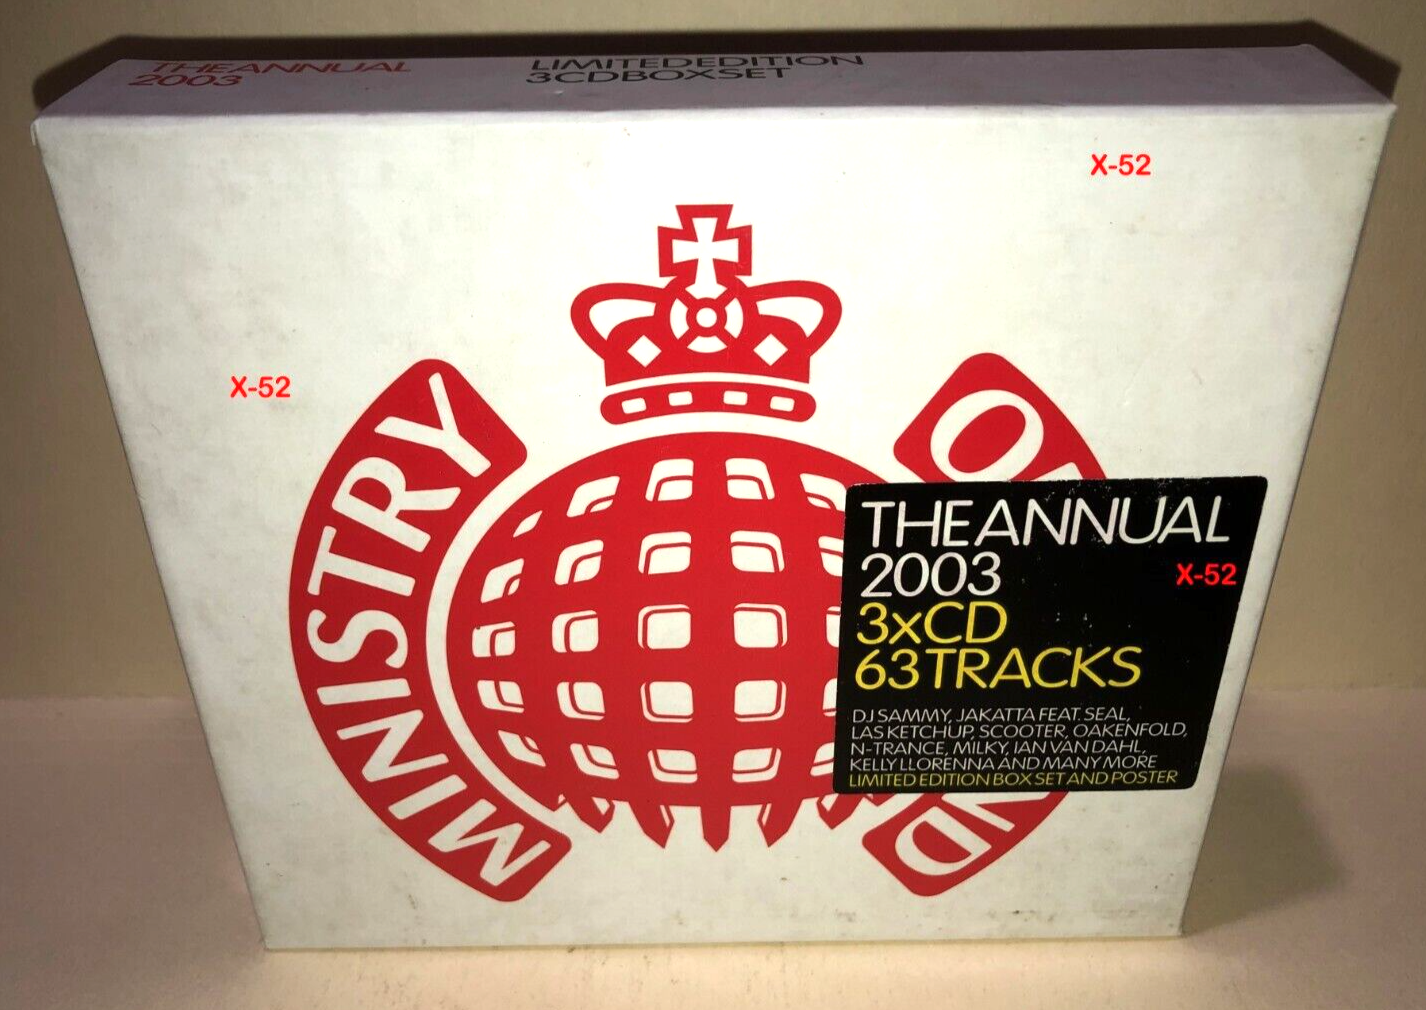 THEANNUAL
2003
LIMITEDEDITION
3CDBOXSET
X-52
X-52
MINISTRY
THEANNUAL
2003
X-52
3xCD
63TRACKS
DJ SAMMY, JAKATTA FEAT. SEAL,
LAS KETCHUP, SCOOTER, OAKENFOLD,
N-TRANCE, MILKY, IAN VAN DAHL,
KELLY LLORENNA AND MANY MORE
LIMITED EDITION BOX SET AND POSTER